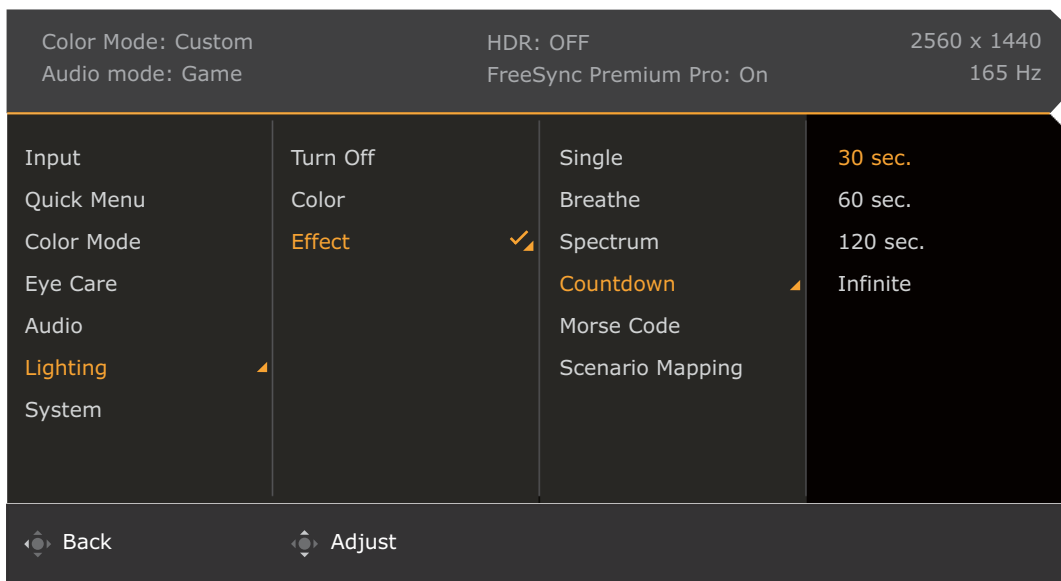 Color Mode: Custom
Audio mode: Game
HDR: OFF
FreeSync Premium Pro: On
2560 x 1440
165 Hz
Input
Quick Menu
Color Mode
Eye Care
Audio
Lighting
System
Turn Off
Color
Effect
Single
Breathe
Spectrum
Countdown
Morse Code
Scenario Mapping
30 sec.
60 sec.
120 sec.
Infinite
Back
Adjust